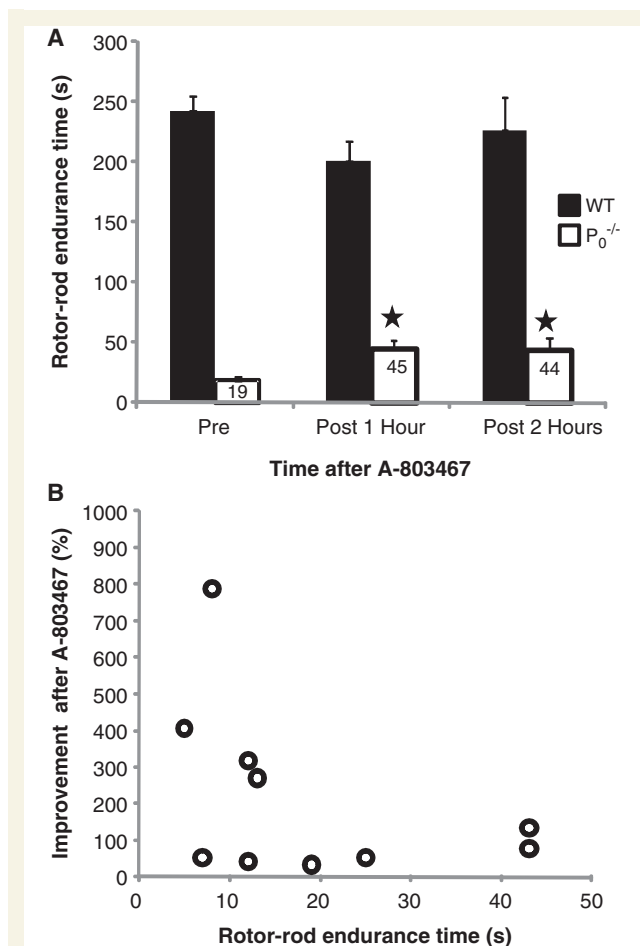 A
Rotor-rod endurance time (s)
300
250
200
150
100
50
0
WT
P₀⁻/⁻
19
45
44
Pre Post 1 Hour Post 2 Hours
Time after A-803467
B
Improvement after A-803467 (%)
1000
900
800
700
600
500
400
300
200
100
0
0 10 20 30 40 50
Rotor-rod endurance time (s)